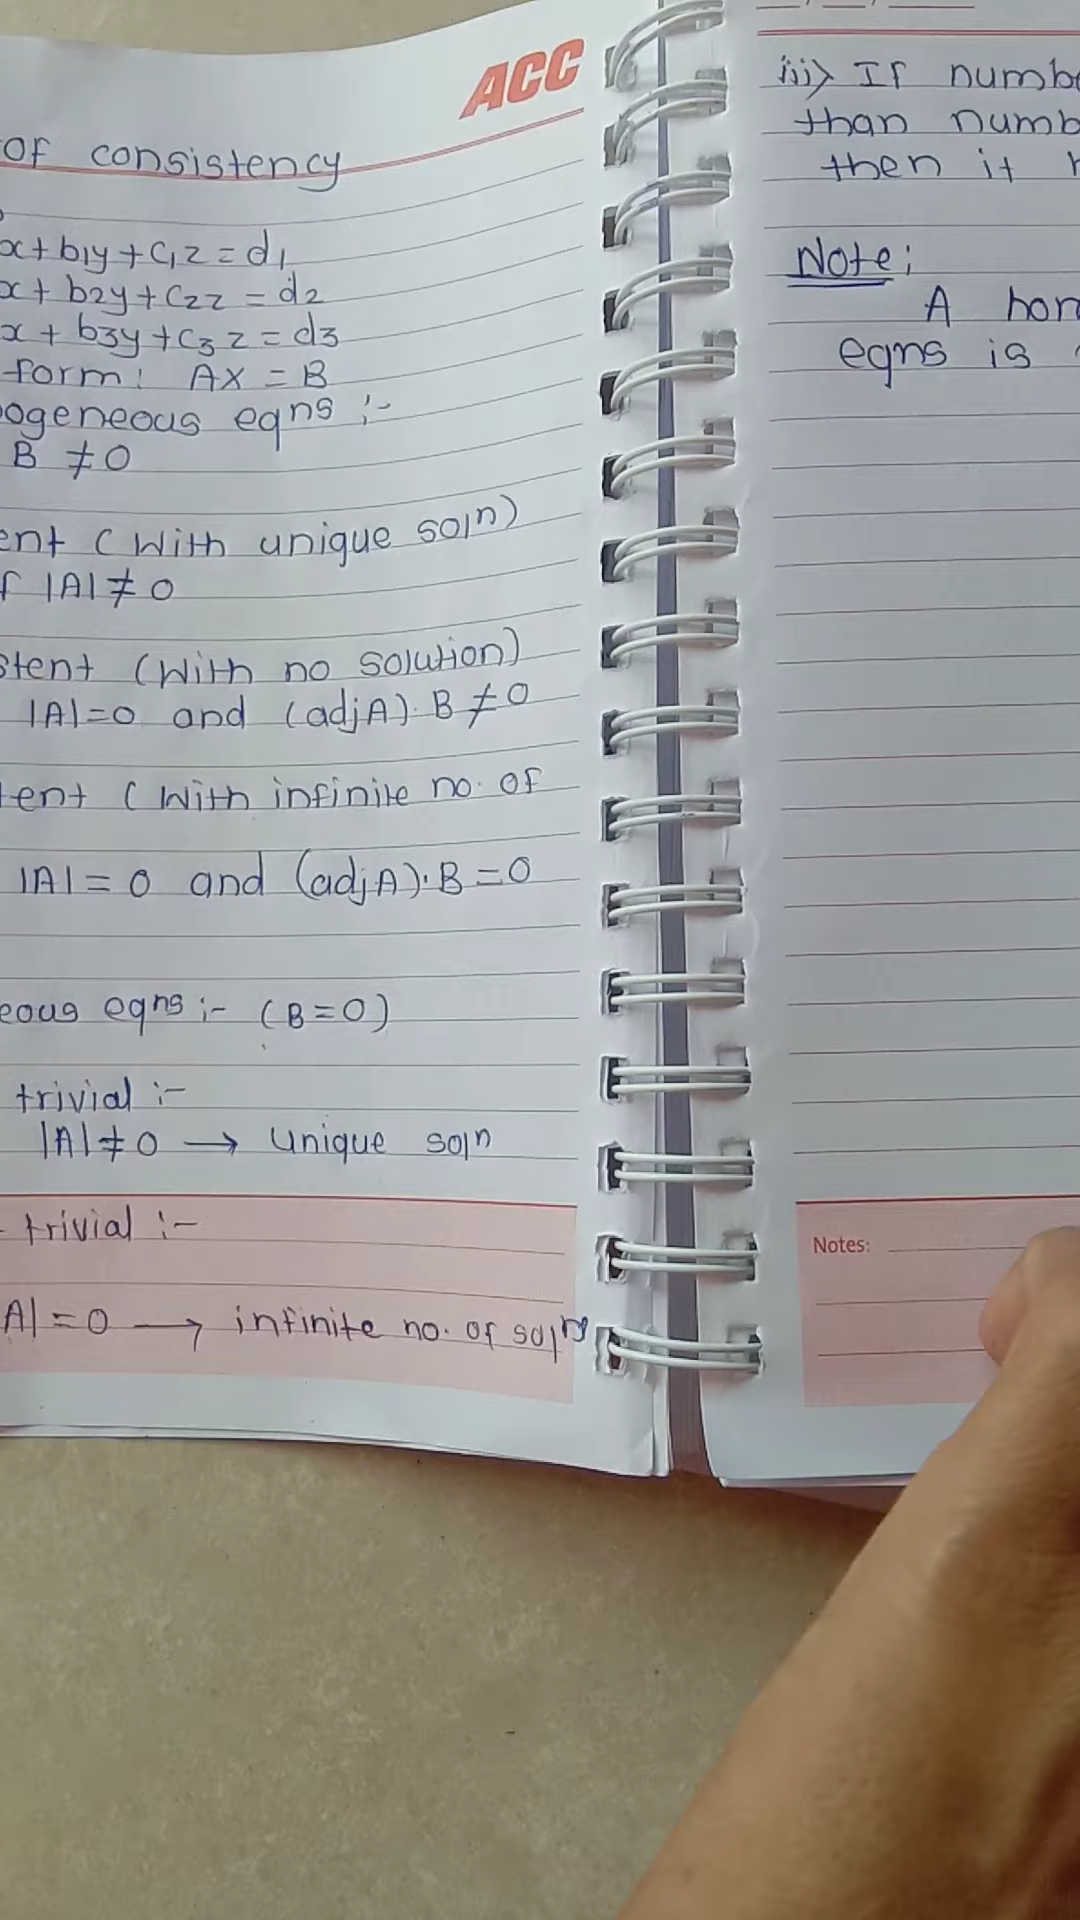 ACC
of consistency
x+b1y+c1z=d1
x+b2y+c2z=d2
x+b3y+c3z=d3
form: AX=B
ogeneous eqns :-
B ≠0
ent (With unique soln)
f |A|≠0
stent (With no solution)
|A|=0 and (adjA).B≠0
tent (With infinite no. of
|A|=0 and (adjA).B=0
eous eqns :- (B=0)
trivial :-
|A|≠0 → unique soln
- trivial :-
A|=0 → infinite no. of solns
iii> If numbe
than numb
then it
Note:
A hom
eqns is
Notes: